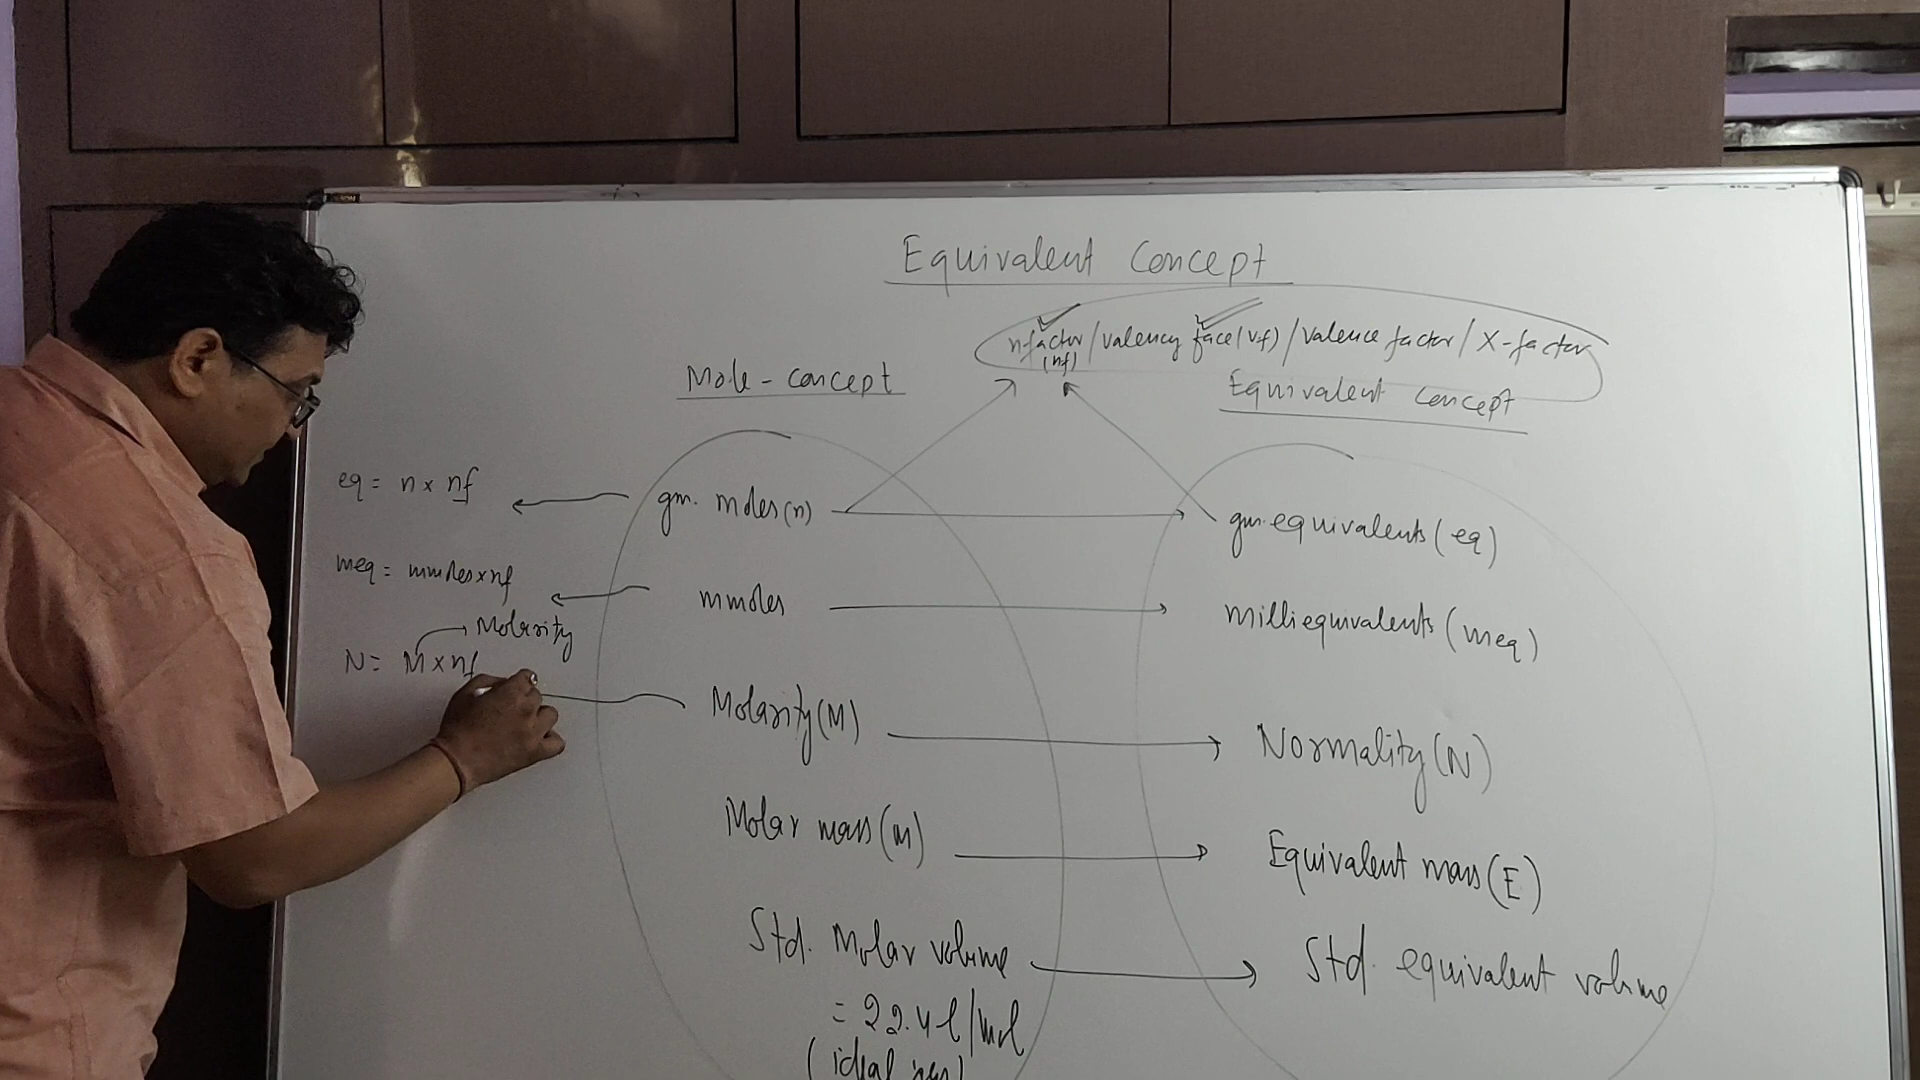 Equivalent Concept
nfactor/valency face(vf)/valence factor/X-factor
(nf)
Mole-concept
Equivalent concept
eq = n x nf
gm. moles(n)
gm equivalents(eq)
meq = mmoles x nf
mmoles
milliequivalents(meq)
Molarity
N = M x nf
Molarity(M)
Normality(N)
Molar mass(m)
Equivalent mass(E)
Std. Molar volume
Std. equivalent volume
= 22.4 l/mol
(ideal gas)